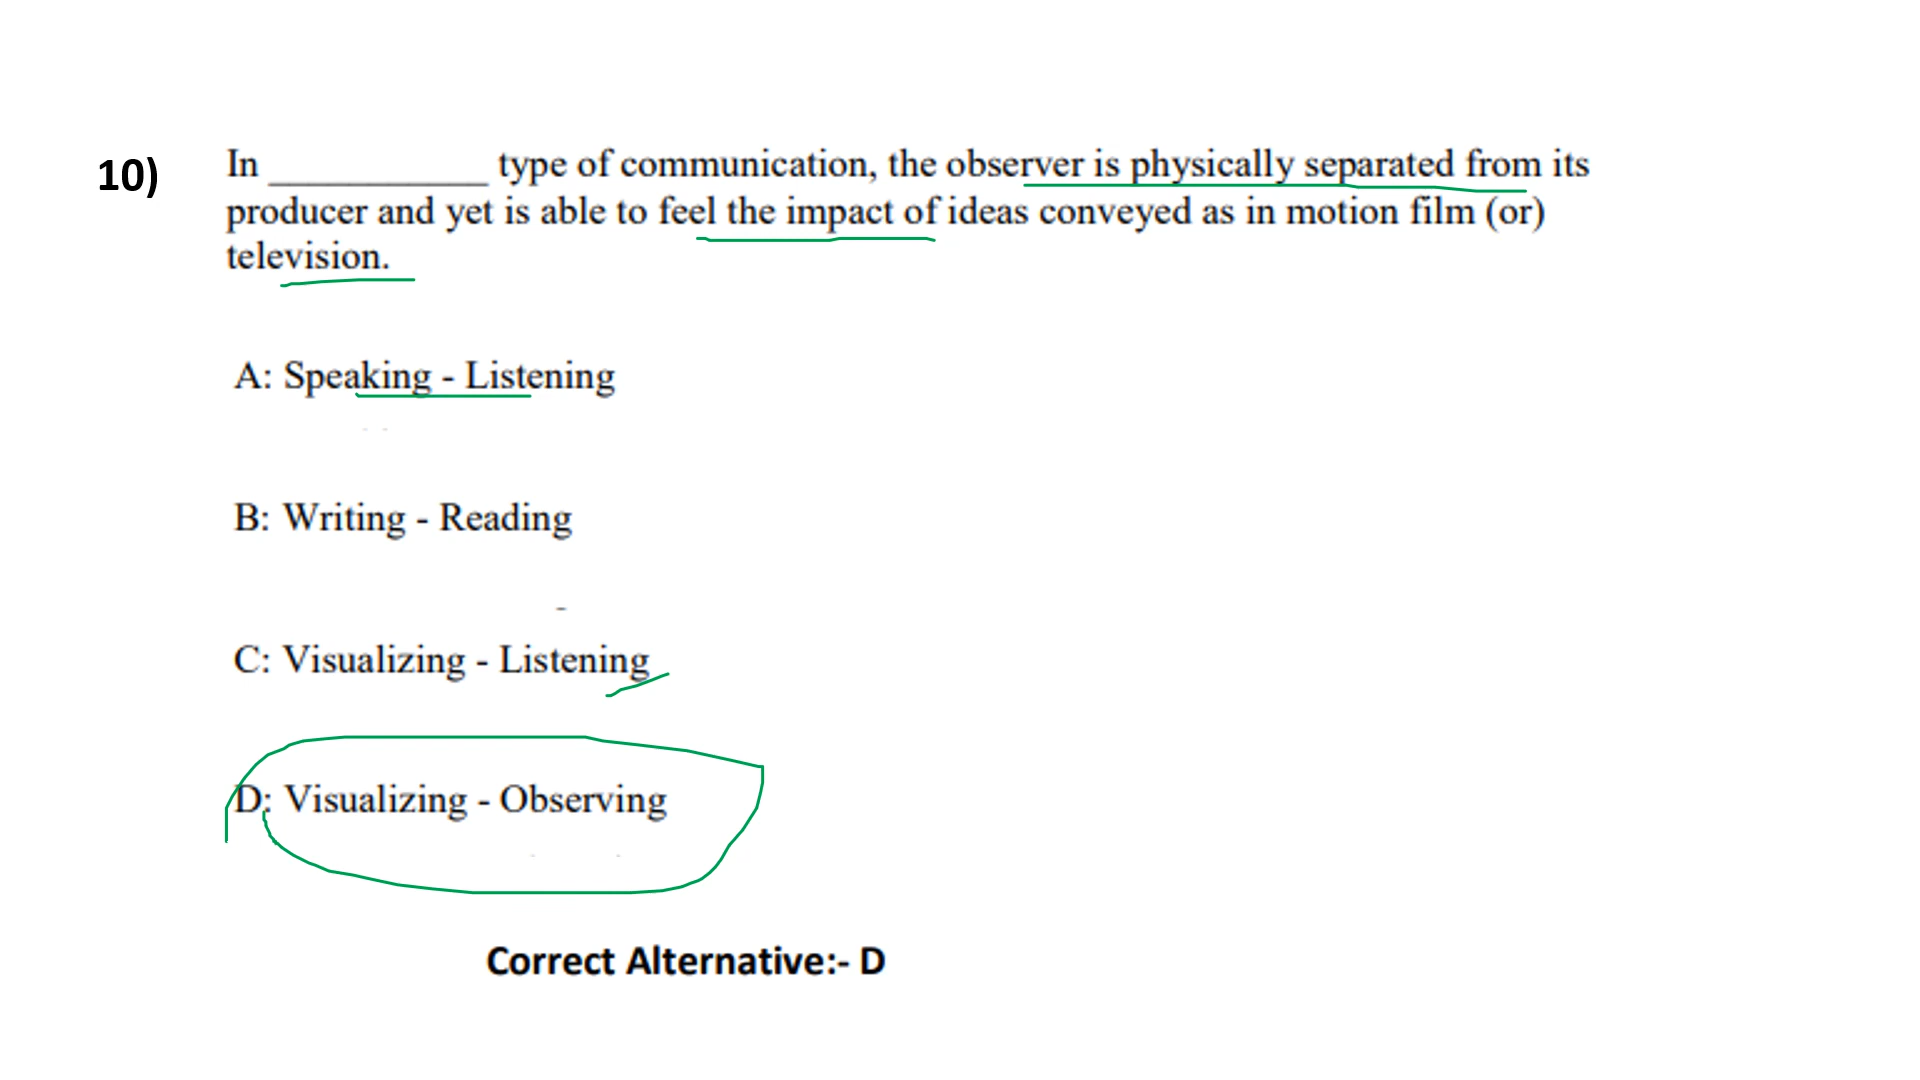 10) In ___________ type of communication, the observer is physically separated from its
producer and yet is able to feel the impact of ideas conveyed as in motion film (or)
television.
A: Speaking - Listening
B: Writing - Reading
C: Visualizing - Listening
D: Visualizing - Observing
Correct Alternative:- D